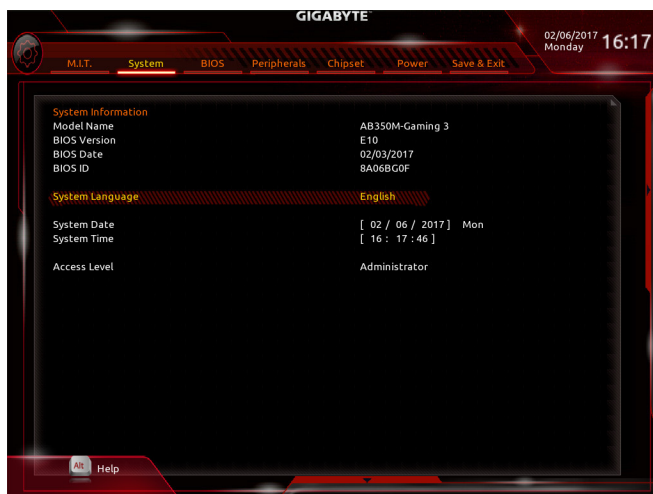 GIGABYTE™
02/06/2017 Monday 16:17
M.I.T. System BIOS Peripherals Chipset Power Save & Exit
System Information
Model Name AB350M-Gaming 3
BIOS Version E10
BIOS Date 02/03/2017
BIOS ID 8A06BG0F
System Language English
System Date [ 02 / 06 / 2017 ] Mon
System Time [ 16 : 17 : 46 ]
Access Level Administrator
Alt Help